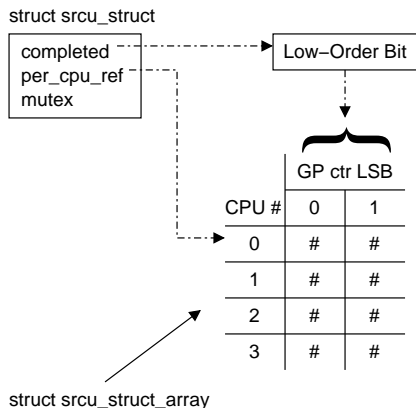 struct srcu_struct
completed
per_cpu_ref
mutex
Low−Order Bit
GP ctr LSB
CPU # 0 1
0 # #
1 # #
2 # #
3 # #
struct srcu_struct_array